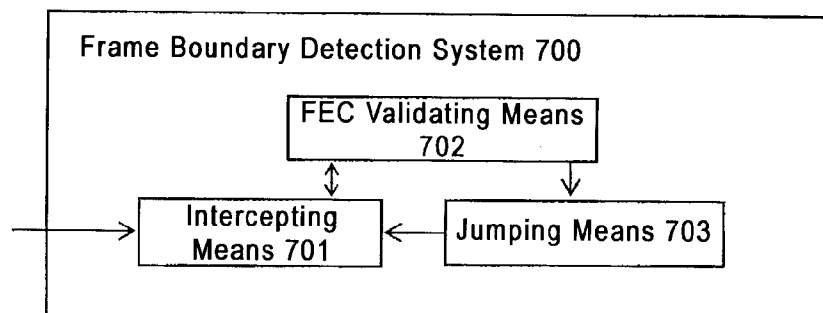 Frame Boundary Detection System 700
FEC Validating Means
702
Intercepting
Means 701
Jumping Means 703